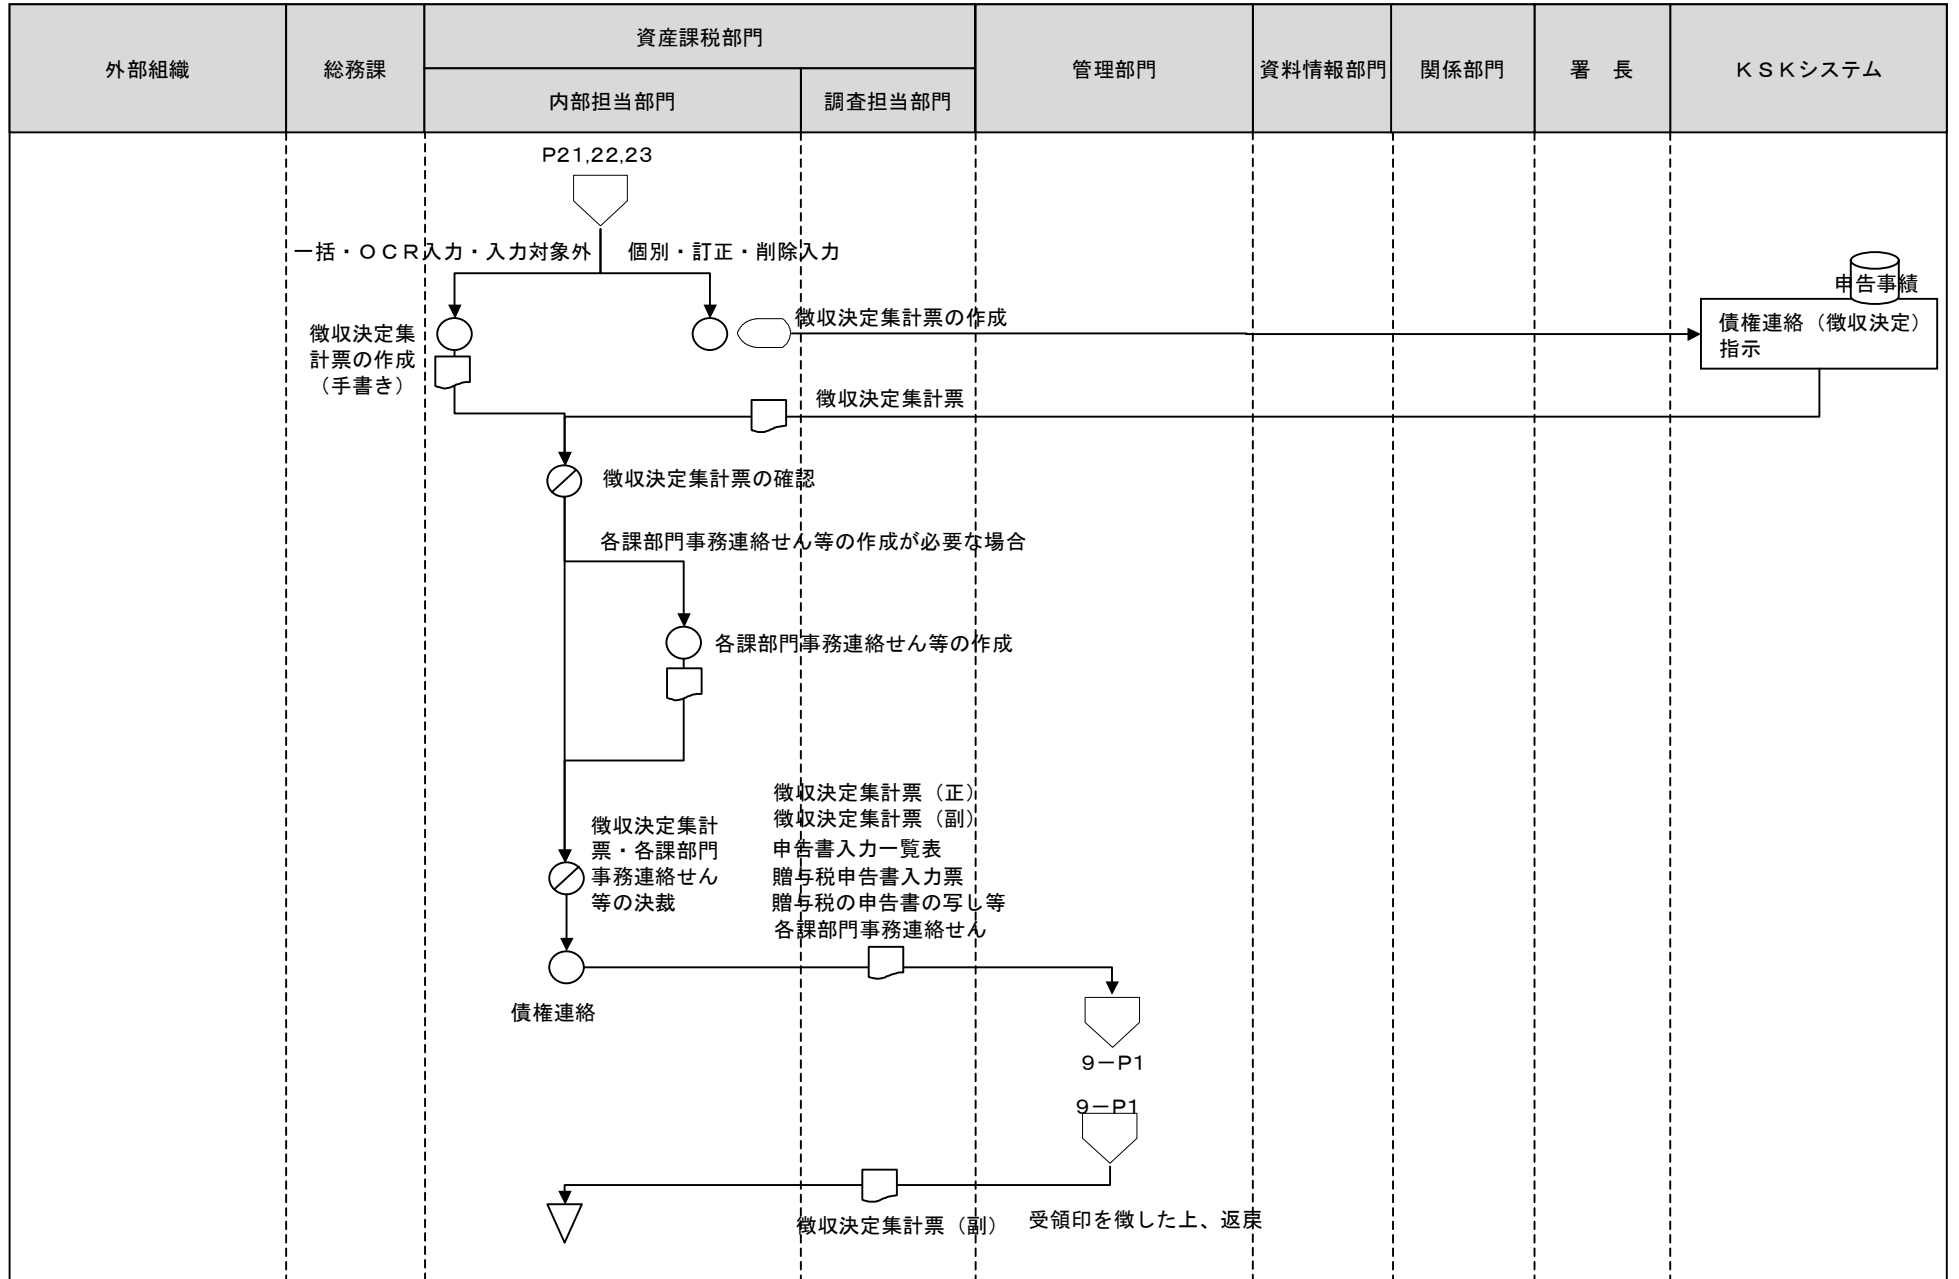 外部組織
総務課
資産課税部門
内部担当部門
調査担当部門
管理部門
資料情報部門
関係部門
署　長
ＫＳＫシステム
P21,22,23
一括・ＯＣＲ入力・入力対象外
個別・訂正・削除入力
申告事績
徴収決定集計票の作成
債権連絡（徴収決定）
指示
徴収決定集
計票の作成
（手書き）
徴収決定集計票
徴収決定集計票の確認
各課部門事務連絡せん等の作成が必要な場合
各課部門事務連絡せん等の作成
徴収決定集計票（正）
徴収決定集計票（副）
申告書入力一覧表
贈与税申告書入力票
贈与税の申告書の写し等
各課部門事務連絡せん
徴収決定集計
票・各課部門
事務連絡せん
等の決裁
債権連絡
9－P1
9－P1
徴収決定集計票（副）
受領印を徴した上、返戻